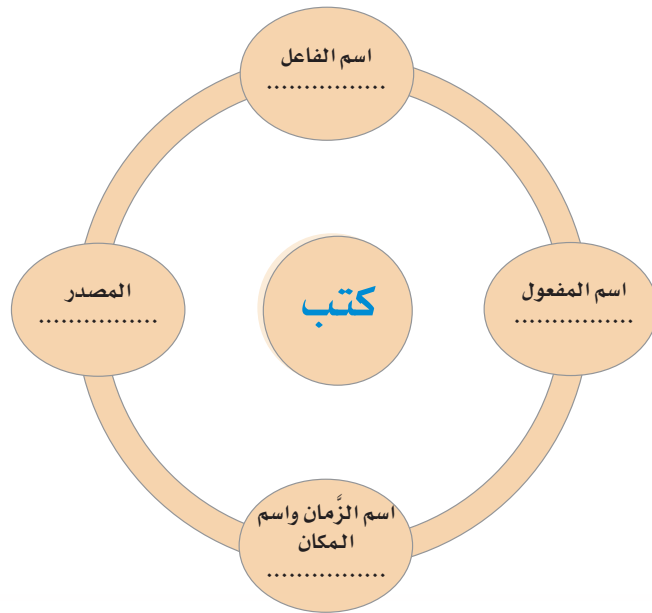 اسم الفاعل
................
اسم المفعول
................
كتب
المصدر
................
اسم الزَّمان واسم
المكان
................